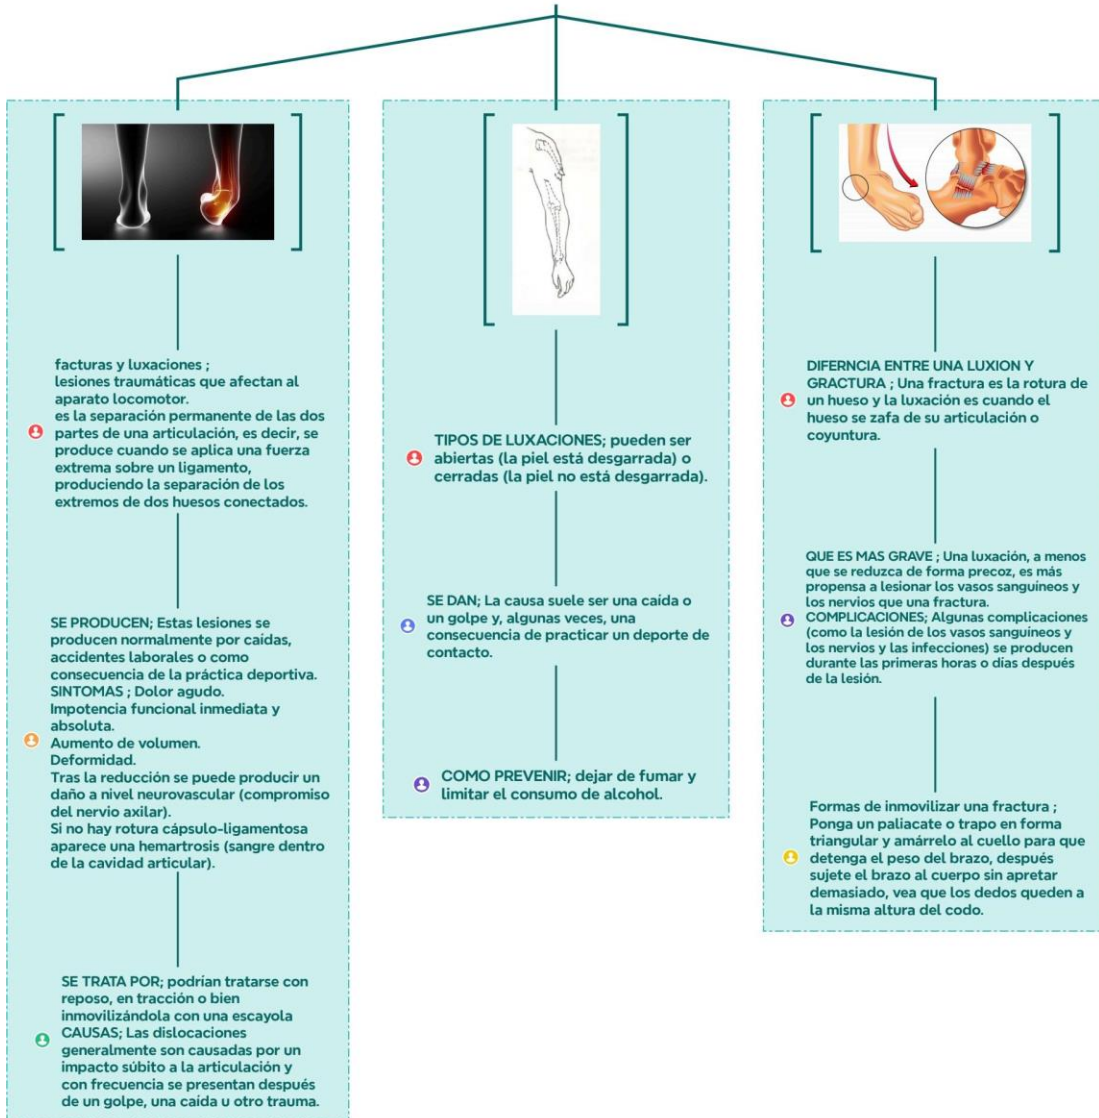 facturas y luxaciones ;
lesiones traumáticas que afectan al
aparato locomotor.
es la separación permanente de las dos
partes de una articulación, es decir, se
produce cuando se aplica una fuerza
extrema sobre un ligamento,
produciendo la separación de los
extremos de dos huesos conectados.
SE PRODUCEN; Estas lesiones se
producen normalmente por caídas,
accidentes laborales o como
consecuencia de la práctica deportiva.
SINTOMAS ; Dolor agudo.
Impotencia funcional inmediata y
absoluta.
Aumento de volumen.
Deformidad.
Tras la reducción se puede producir un
daño a nivel neurovascular (compromiso
del nervio axilar).
Si no hay rotura cápsulo-ligamentosa
aparece una hemartrosis (sangre dentro
de la cavidad articular).
SE TRATA POR; podrían tratarse con
reposo, en tracción o bien
inmovilizándola con una escayola
CAUSAS; Las dislocaciones
generalmente son causadas por un
impacto súbito a la articulación y
con frecuencia se presentan después
de un golpe, una caída u otro trauma.
TIPOS DE LUXACIONES; pueden ser
abiertas (la piel está desgarrada) o
cerradas (la piel no está desgarrada).
SE DAN; La causa suele ser una caída o
un golpe y, algunas veces, una
consecuencia de practicar un deporte de
contacto.
COMO PREVENIR; dejar de fumar y
limitar el consumo de alcohol.
DIFERNCIA ENTRE UNA LUXION Y
GRACTURA ; Una fractura es la rotura de
un hueso y la luxación es cuando el
hueso se zafa de su articulación o
coyuntura.
QUE ES MAS GRAVE ; Una luxación, a menos
que se reduzca de forma precoz, es más
propensa a lesionar los vasos sanguíneos y
los nervios que una fractura.
COMPLICACIONES; Algunas complicaciones
(como la lesión de los vasos sanguíneos y
los nervios y las infecciones) se producen
durante las primeras horas o días después
de la lesión.
Formas de inmovilizar una fractura ;
Ponga un paliacate o trapo en forma
triangular y amárrelo al cuello para que
detenga el peso del brazo, después
sujete el brazo al cuerpo sin apretar
demasiado, vea que los dedos queden a
la misma altura del codo.